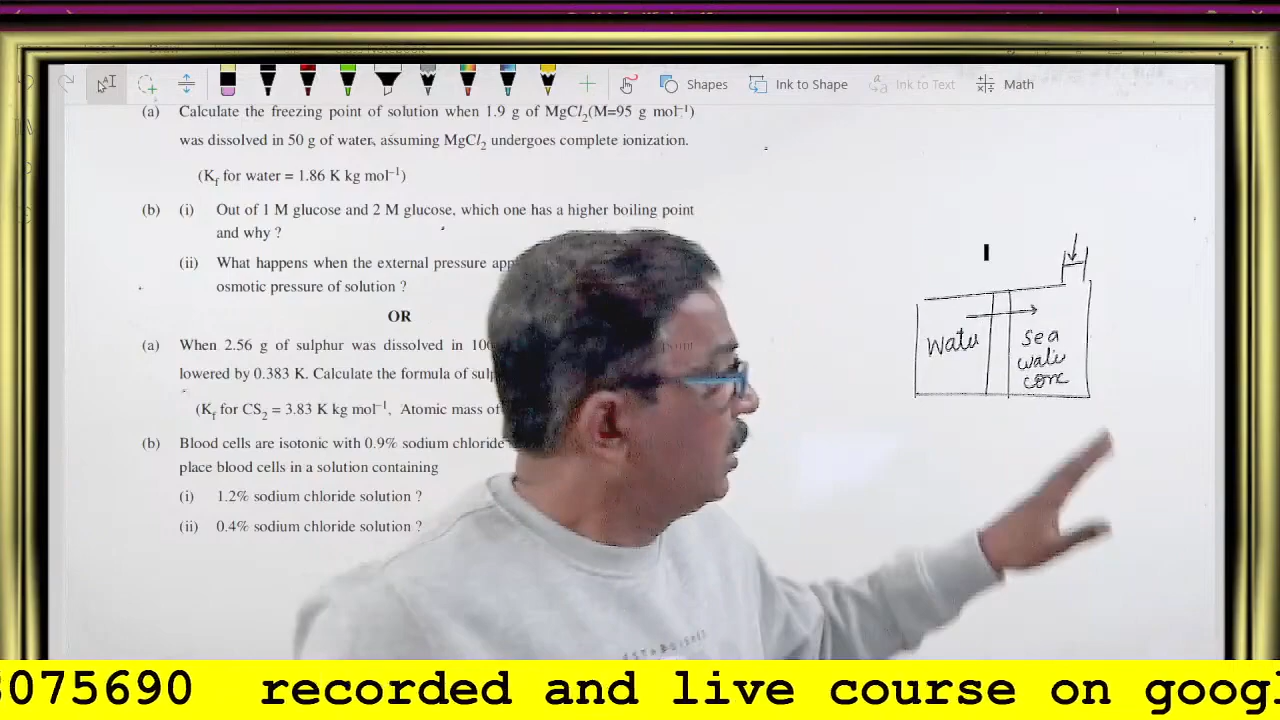 Shapes
Ink to Shape
Ink to Text
Math
(a) Calculate the freezing point of solution when 1.9 g of MgCl₂(M=95 g mol⁻¹)
was dissolved in 50 g of water, assuming MgCl₂ undergoes complete ionization.
(K_f for water = 1.86 K kg mol⁻¹)
(b) (i) Out of 1 M glucose and 2 M glucose, which one has a higher boiling point
and why ?
(ii) What happens when the external pressure
osmotic pressure of solution ?
OR
(a) When 2.56 g of sulphur was dissolved in
lowered by 0.383 K. Calculate the formula of
(K_f for CS₂ = 3.83 K kg mol⁻¹, Atomic mass of
(b) Blood cells are isotonic with 0.9% sodium chloride
place blood cells in a solution containing
(i) 1.2% sodium chloride solution ?
(ii) 0.4% sodium chloride solution ?
Water
sea
water
conc
075690 recorded and live course on